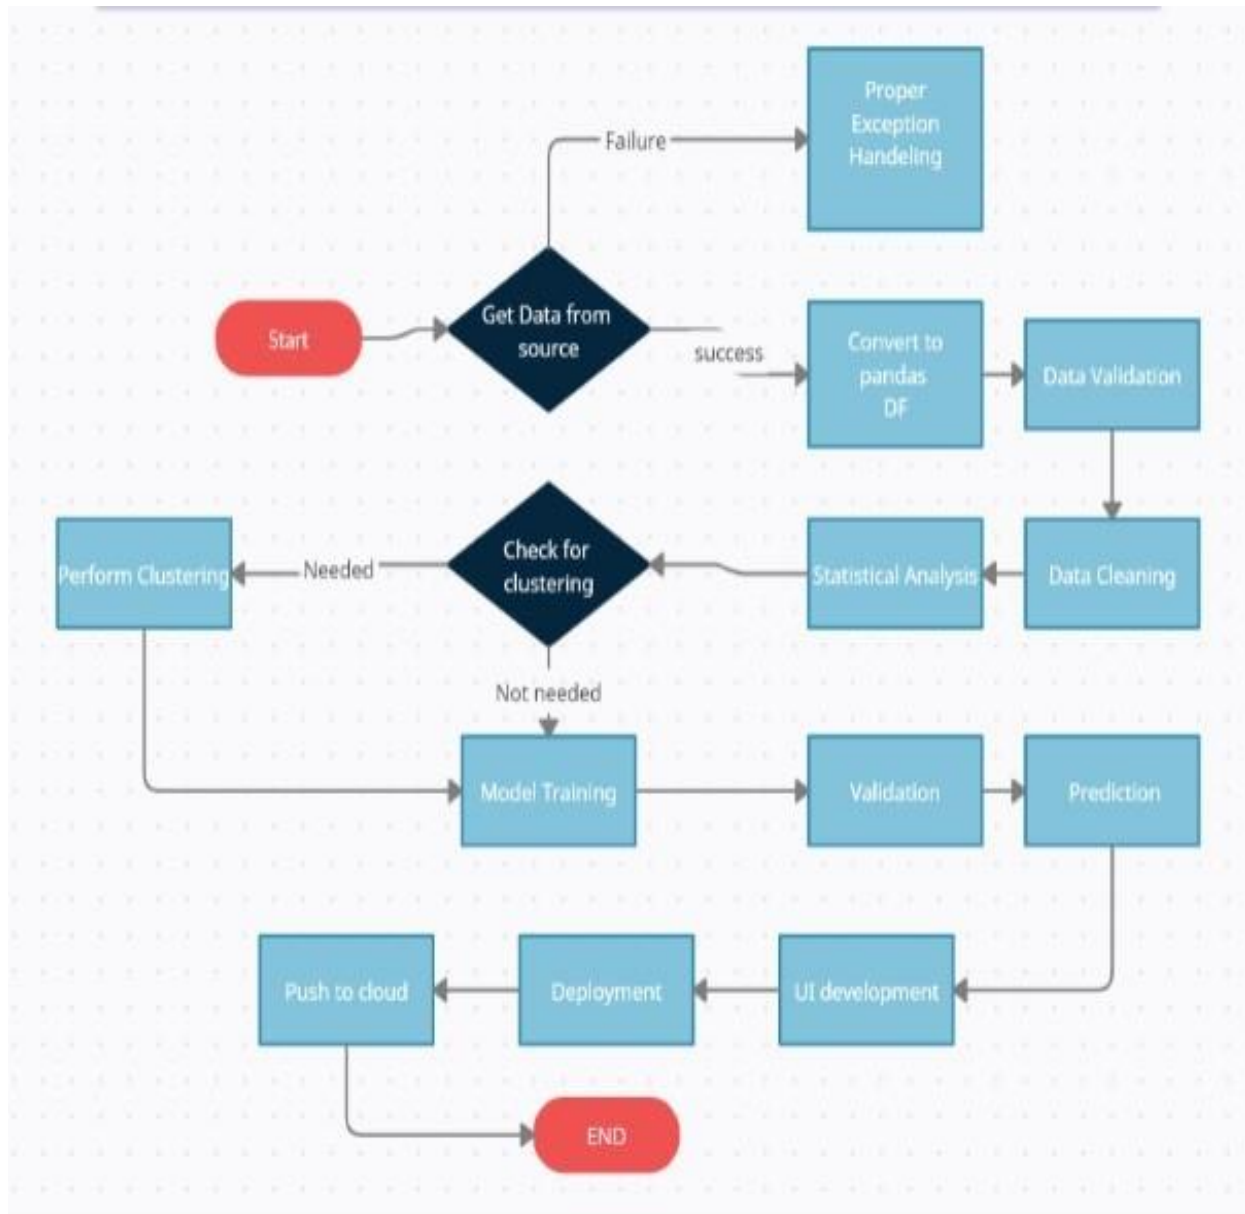 Proper
Exception
Handeling
Failure
Start
Get Data from
source
success
Convert to
pandas
DF
Data Validation
Perform Clustering
Needed
Check for
clustering
Statistical Analysis
Data Cleaning
Not needed
Model Training
Validation
Prediction
Push to cloud
Deployment
UI development
END